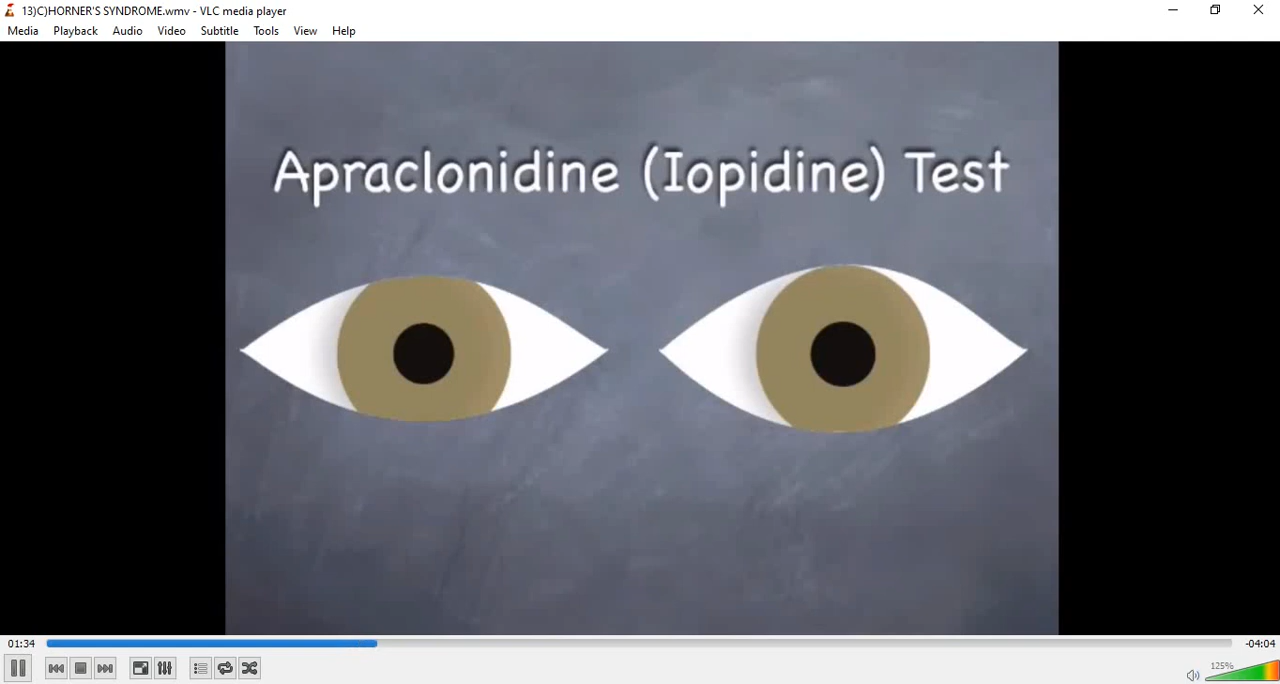 13)C)HORNER'S SYNDROME.wmv - VLC media player
Media Playback Audio Video Subtitle Tools View Help
Apraclonidine (Iopidine) Test
01:34 -04:04
125%